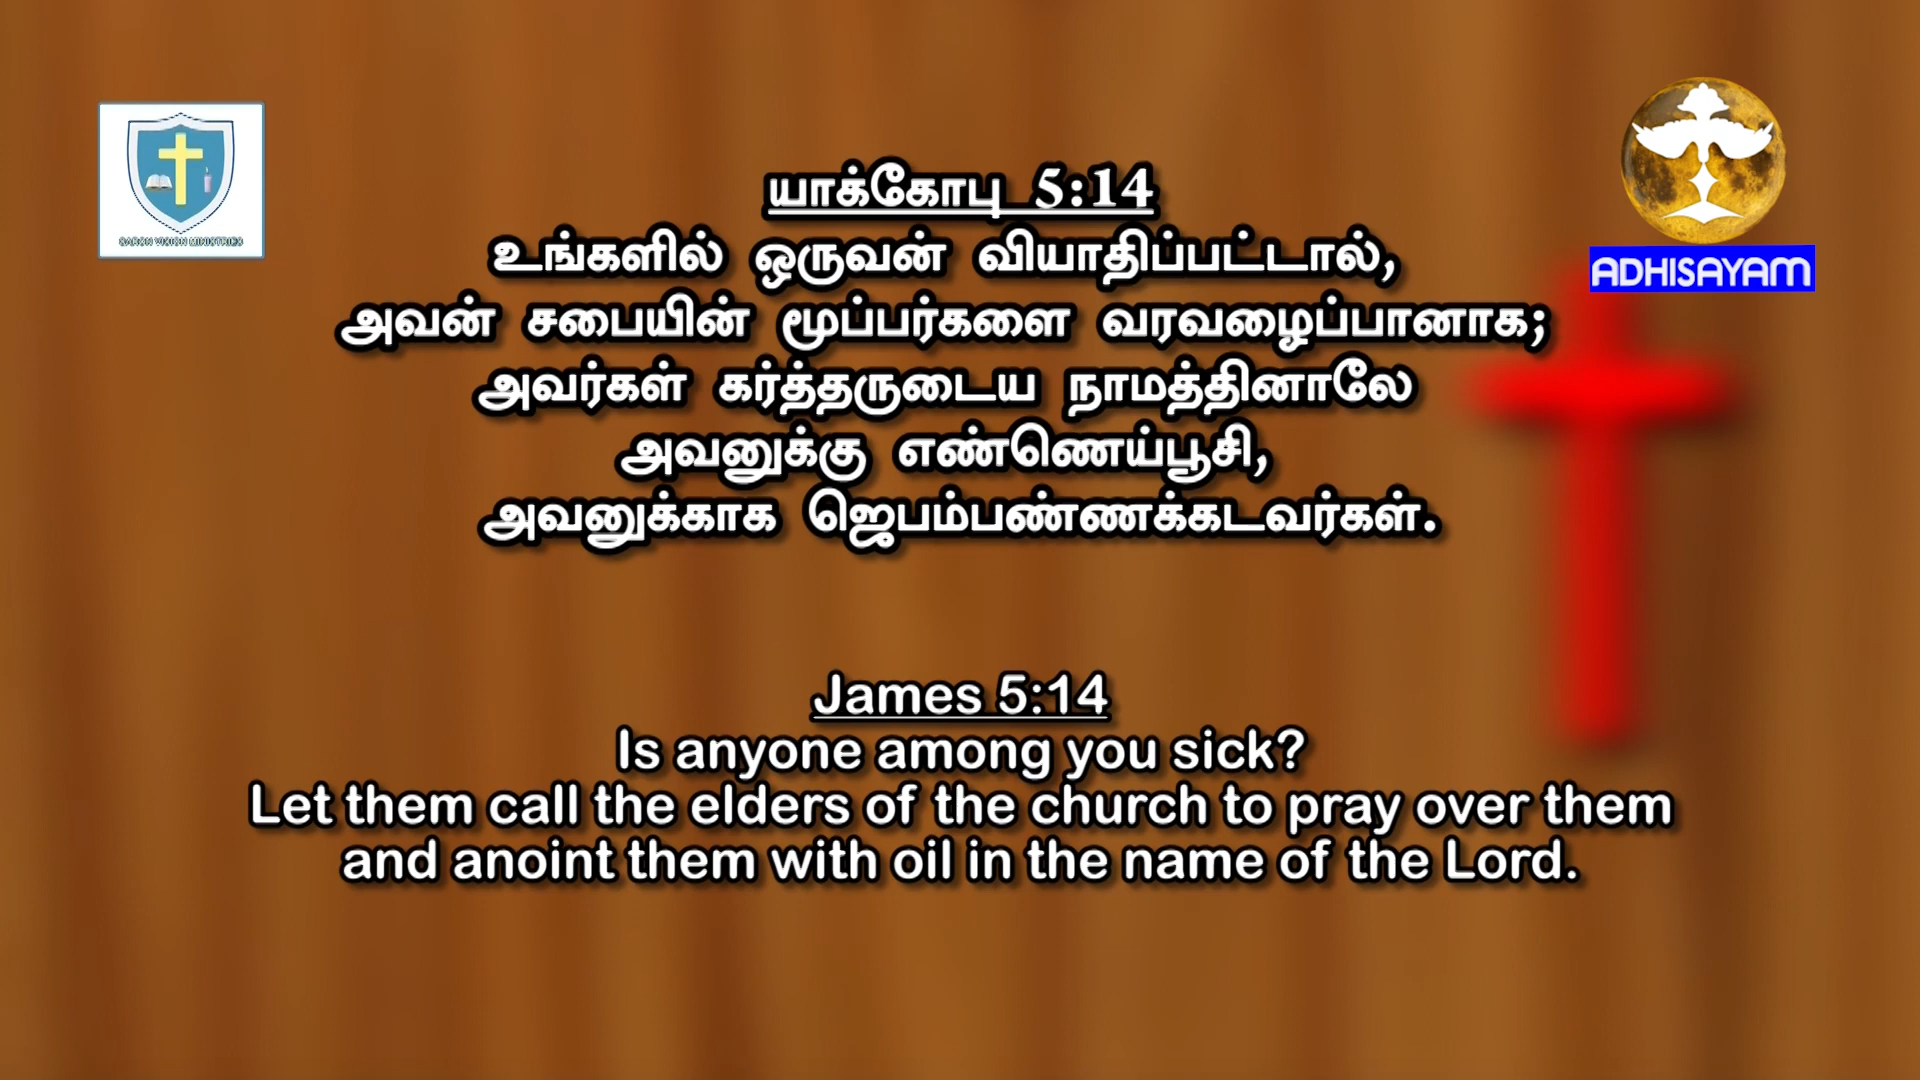 யாக்கோபு 5:14
உங்களில் ஒருவன் வியாதிப்பட்டால்,
அவன் சபையின் மூப்பர்களை வரவழைப்பானாக;
அவர்கள் கர்த்தருடைய நாமத்தினாலே
அவனுக்கு எண்ணெய்பூசி,
அவனுக்காக ஜெபம்பண்ணக்கடவர்கள்.
ADHISAYAM
James 5:14
Is anyone among you sick?
Let them call the elders of the church to pray over them
and anoint them with oil in the name of the Lord.